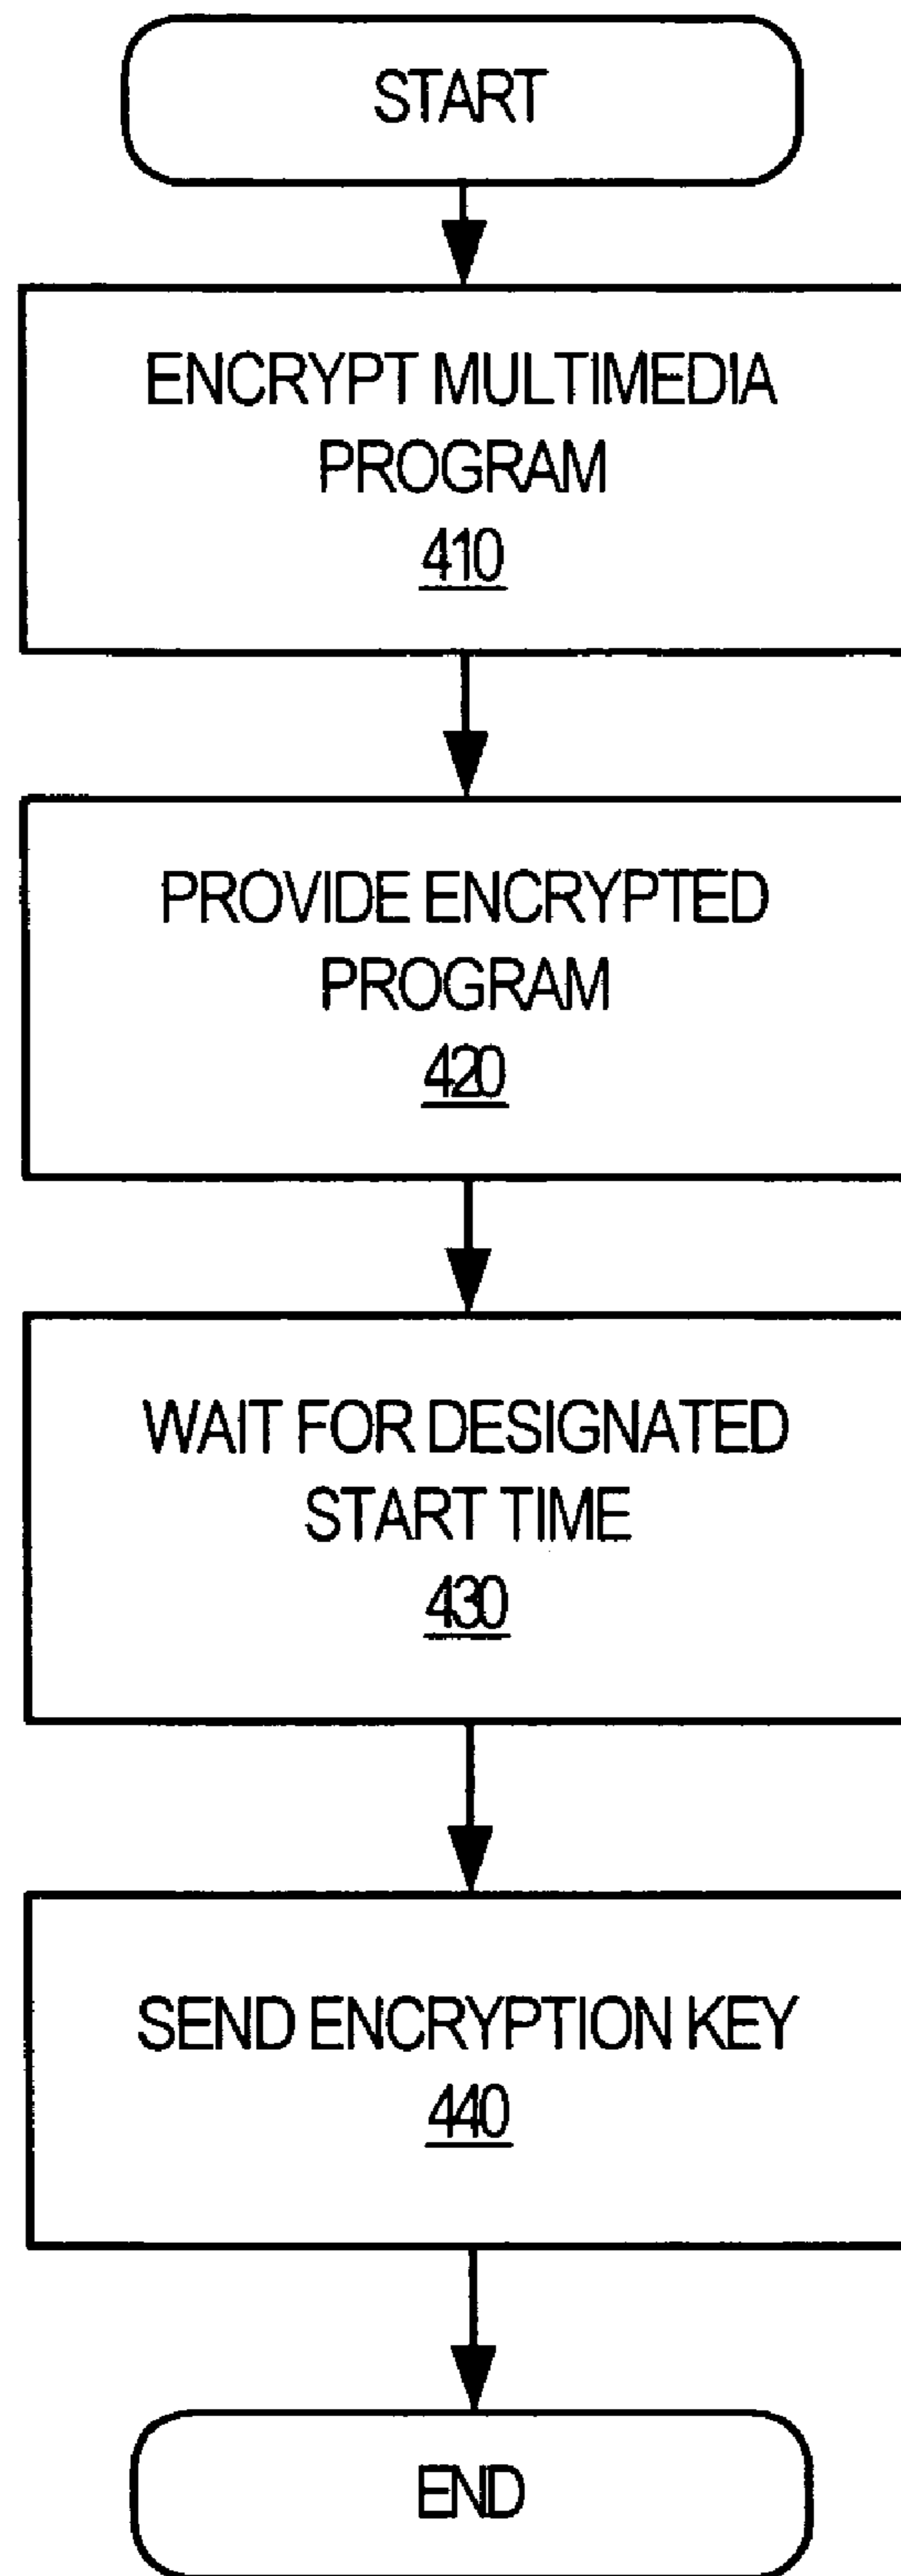 START
ENCRYPT MULTIMEDIA
PROGRAM
410
PROVIDE ENCRYPTED
PROGRAM
420
WAIT FOR DESIGNATED
START TIME
430
SEND ENCRYPTION KEY
440
END